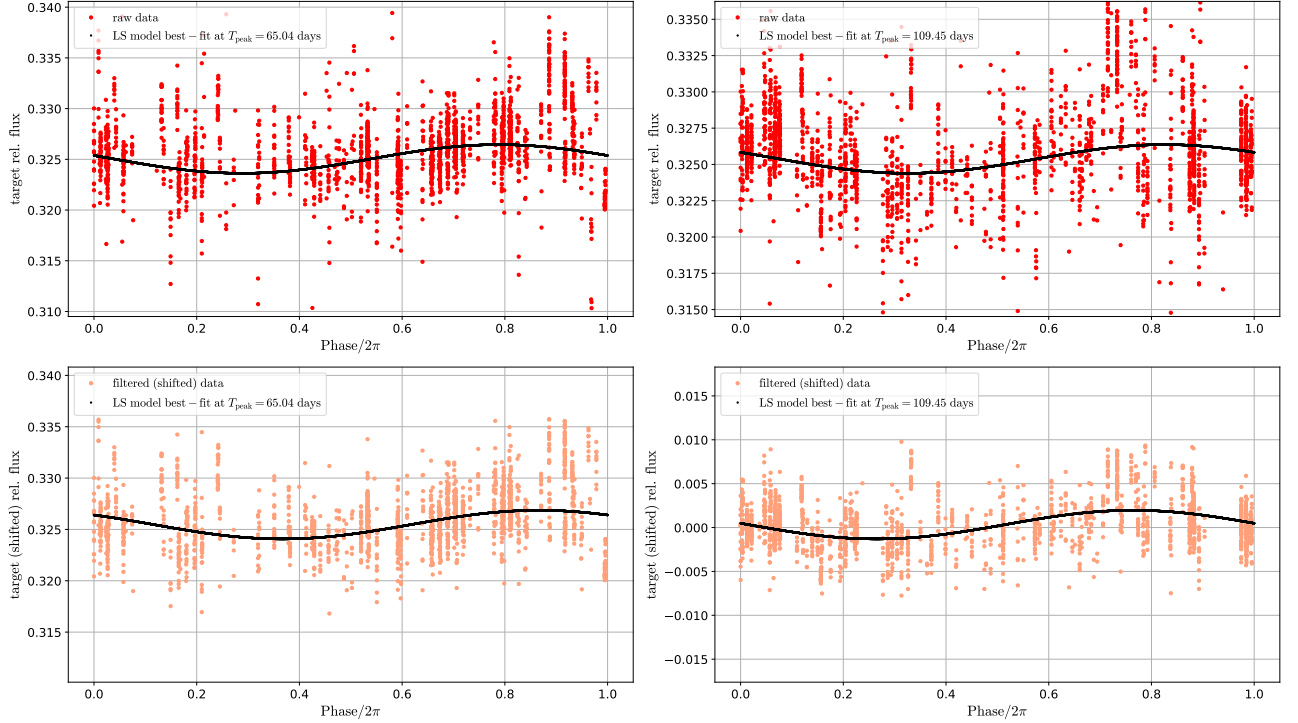 0.340
0.335
0.330
0.325
0.320
0.315
0.310
target rel. flux
raw data
LS model best − fit at T_peak = 65.04 days
0.0 0.2 0.4 0.6 0.8 1.0
Phase/2π
0.3350
0.3325
0.3300
0.3275
0.3250
0.3225
0.3200
0.3175
0.3150
target rel. flux
raw data
LS model best − fit at T_peak = 109.45 days
0.0 0.2 0.4 0.6 0.8 1.0
Phase/2π
0.340
0.335
0.330
0.325
0.320
0.315
target (shifted) rel. flux
filtered (shifted) data
LS model best − fit at T_peak = 65.04 days
0.0 0.2 0.4 0.6 0.8 1.0
Phase/2π
0.015
0.010
0.005
0.000
−0.005
−0.010
−0.015
target (shifted) rel. flux
filtered (shifted) data
LS model best − fit at T_peak = 109.45 days
0.0 0.2 0.4 0.6 0.8 1.0
Phase/2π